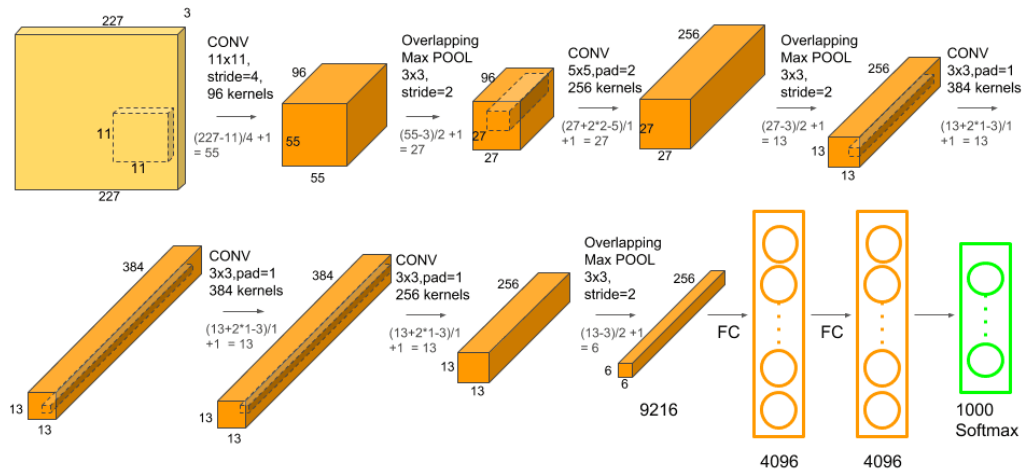 227
3
CONV
11x11,
stride=4,
96 kernels
(227-11)/4 +1
= 55
11
11
227
96
55
55
Overlapping
Max POOL
3x3,
stride=2
(55-3)/2 +1
= 27
96
27
27
CONV
5x5,pad=2
256 kernels
(27+2*2-5)/1
+1 = 27
256
27
27
Overlapping
Max POOL
3x3,
stride=2
(27-3)/2 +1
= 13
256
13
13
CONV
3x3,pad=1
384 kernels
(13+2*1-3)/1
+1 = 13
384
13
13
CONV
3x3,pad=1
384 kernels
(13+2*1-3)/1
+1 = 13
384
13
13
CONV
3x3,pad=1
256 kernels
(13+2*1-3)/1
+1 = 13
256
13
13
Overlapping
Max POOL
3x3,
stride=2
(13-3)/2 +1
= 6
256
6
6
9216
FC
4096
FC
4096
1000
Softmax